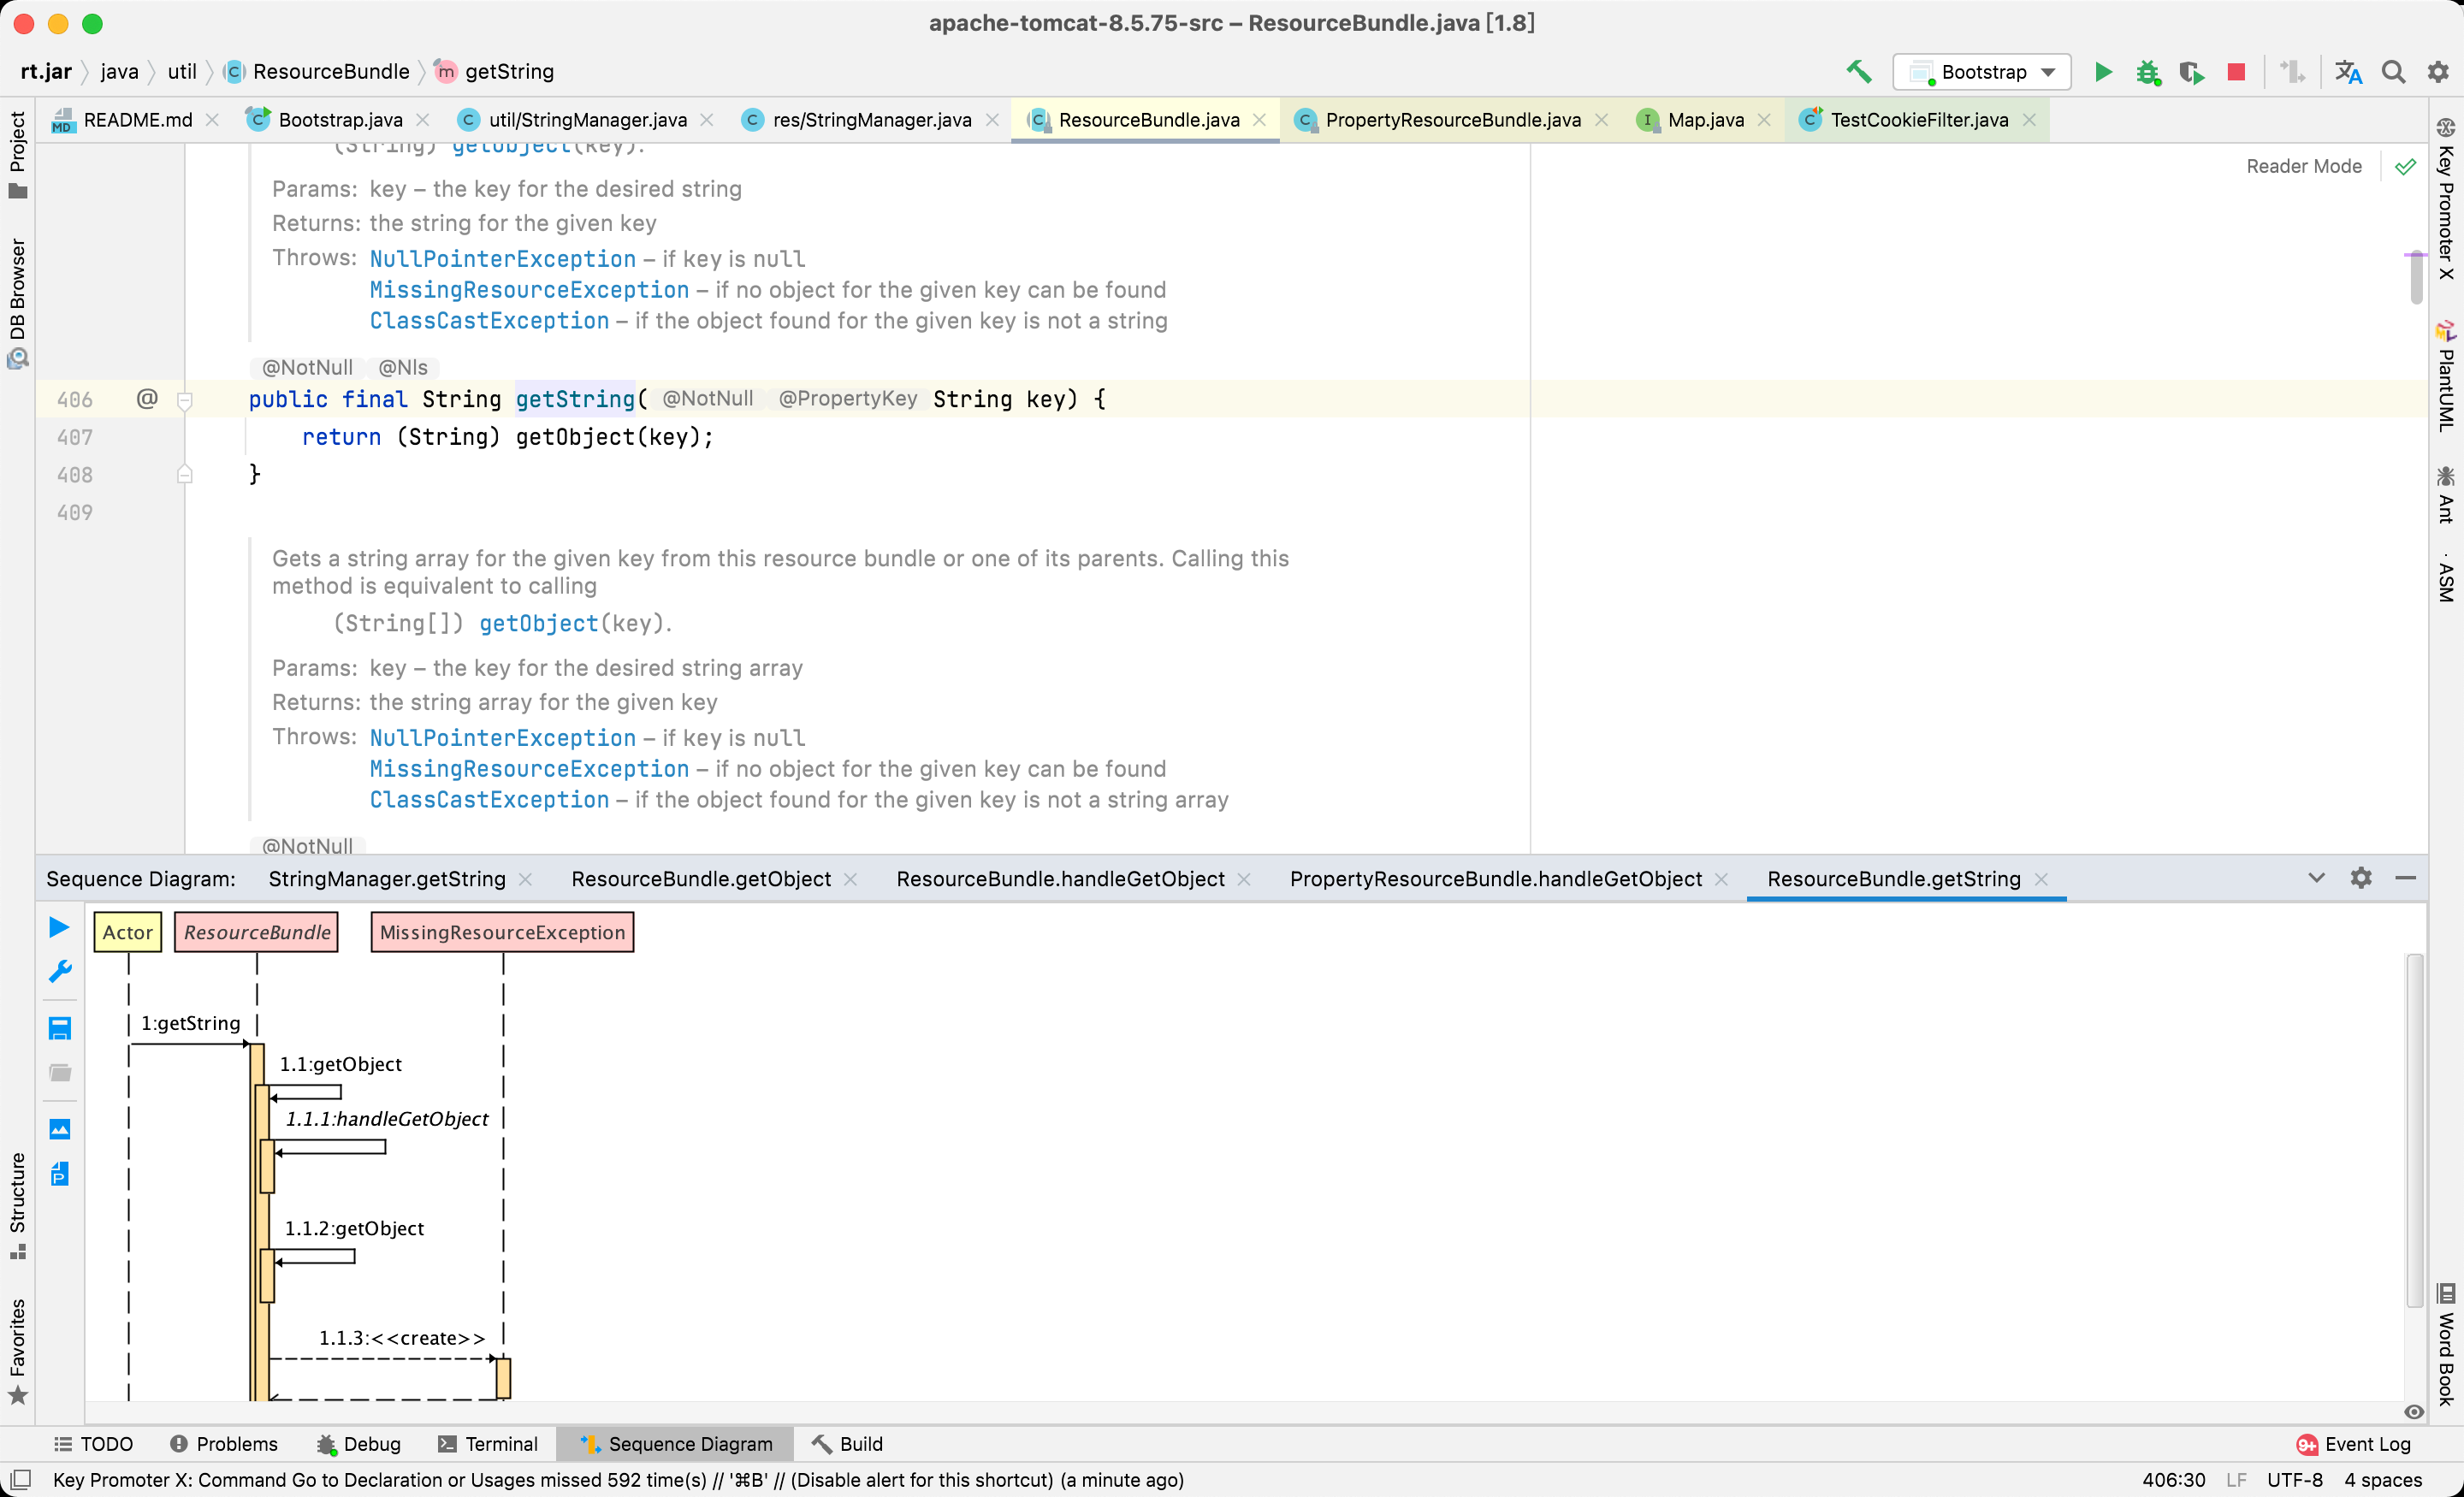 apache-tomcat-8.5.75-src – ResourceBundle.java [1.8]
rt.jar java util ResourceBundle getString
Bootstrap
README.md Bootstrap.java util/StringManager.java res/StringManager.java ResourceBundle.java PropertyResourceBundle.java Map.java TestCookieFilter.java
Project
DB Browser
Structure
Favorites
(String) getObject(key).
Reader Mode
Params: key – the key for the desired string
Returns: the string for the given key
Throws: NullPointerException – if key is null
MissingResourceException – if no object for the given key can be found
ClassCastException – if the object found for the given key is not a string
@NotNull @Nls
406 @ public final String getString( @NotNull @PropertyKey String key) {
407 return (String) getObject(key);
408 }
409
Gets a string array for the given key from this resource bundle or one of its parents. Calling this
method is equivalent to calling
(String[]) getObject(key).
Params: key – the key for the desired string array
Returns: the string array for the given key
Throws: NullPointerException – if key is null
MissingResourceException – if no object for the given key can be found
ClassCastException – if the object found for the given key is not a string array
@NotNull
Key Promoter X
PlantUML
Ant
ASM
Word Book
Sequence Diagram: StringManager.getString ResourceBundle.getObject ResourceBundle.handleGetObject PropertyResourceBundle.handleGetObject ResourceBundle.getString
Actor ResourceBundle MissingResourceException
1:getString
1.1:getObject
1.1.1:handleGetObject
1.1.2:getObject
1.1.3:<<create>>
TODO Problems Debug Terminal Sequence Diagram Build 9+ Event Log
Key Promoter X: Command Go to Declaration or Usages missed 592 time(s) // '⌘B' // (Disable alert for this shortcut) (a minute ago) 406:30 LF UTF-8 4 spaces